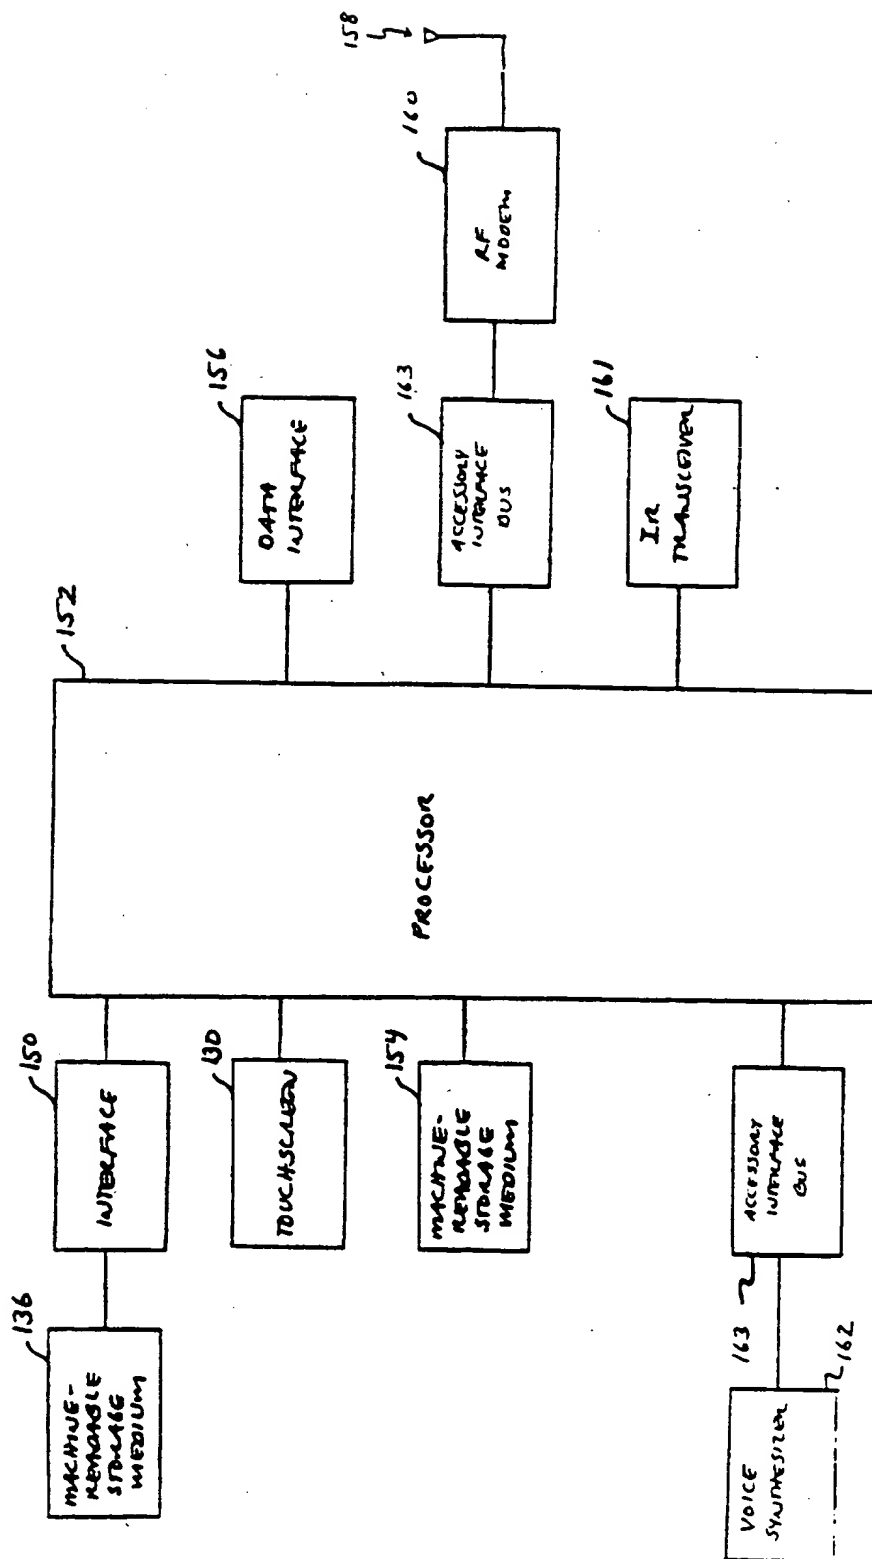 136
MACHINE-
READABLE
STORAGE
MEDIUM
150
INTERFACE
130
TOUCHSCREEN
154
MACHINE-
READABLE
STORAGE
MEDIUM
163
ACCESSORY
INTERFACE
BUS
162
VOICE
SYNTHESIZER
152
PROCESSOR
156
DATA
INTERFACE
163
ACCESSORY
INTERFACE
BUS
161
IR
TRANSCEIVER
160
RF
MODEM
158